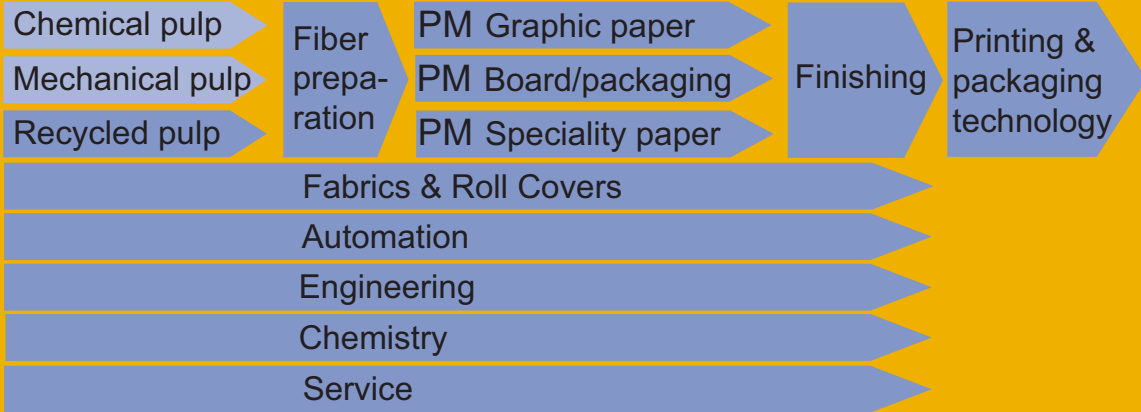 Chemical pulp
Mechanical pulp
Recycled pulp
Fiber
prepa-
ration
PM Graphic paper
PM Board/packaging
PM Speciality paper
Finishing
Printing &
packaging
technology
Fabrics & Roll Covers
Automation
Engineering
Chemistry
Service